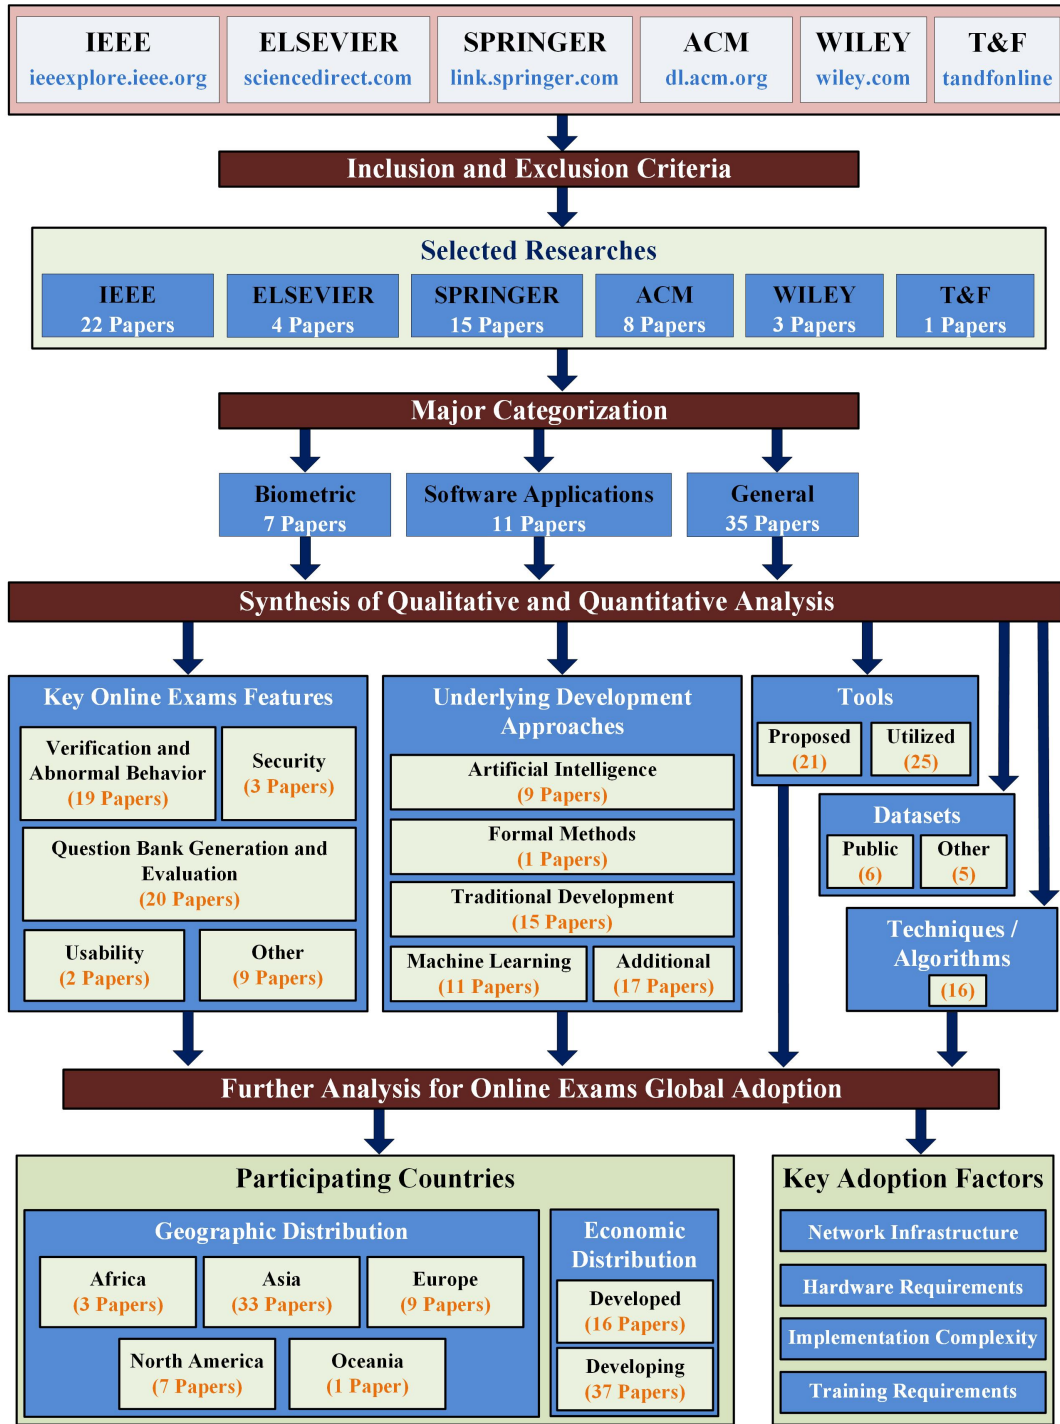 IEEE
ieeexplore.ieee.org
ELSEVIER
sciencedirect.com
SPRINGER
link.springer.com
ACM
dl.acm.org
WILEY
wiley.com
T&F
tandfonline
Inclusion and Exclusion Criteria
Selected Researches
IEEE
22 Papers
ELSEVIER
4 Papers
SPRINGER
15 Papers
ACM
8 Papers
WILEY
3 Papers
T&F
1 Papers
Major Categorization
Biometric
7 Papers
Software Applications
11 Papers
General
35 Papers
Synthesis of Qualitative and Quantitative Analysis
Key Online Exams Features
Verification and
Abnormal Behavior
(19 Papers)
Security
(3 Papers)
Question Bank Generation and
Evaluation
(20 Papers)
Usability
(2 Papers)
Other
(9 Papers)
Underlying Development
Approaches
Artificial Intelligence
(9 Papers)
Formal Methods
(1 Papers)
Traditional Development
(15 Papers)
Machine Learning
(11 Papers)
Additional
(17 Papers)
Tools
Proposed
(21)
Utilized
(25)
Datasets
Public
(6)
Other
(5)
Techniques /
Algorithms
(16)
Further Analysis for Online Exams Global Adoption
Participating Countries
Geographic Distribution
Africa
(3 Papers)
Asia
(33 Papers)
Europe
(9 Papers)
North America
(7 Papers)
Oceania
(1 Paper)
Economic
Distribution
Developed
(16 Papers)
Developing
(37 Papers)
Key Adoption Factors
Network Infrastructure
Hardware Requirements
Implementation Complexity
Training Requirements